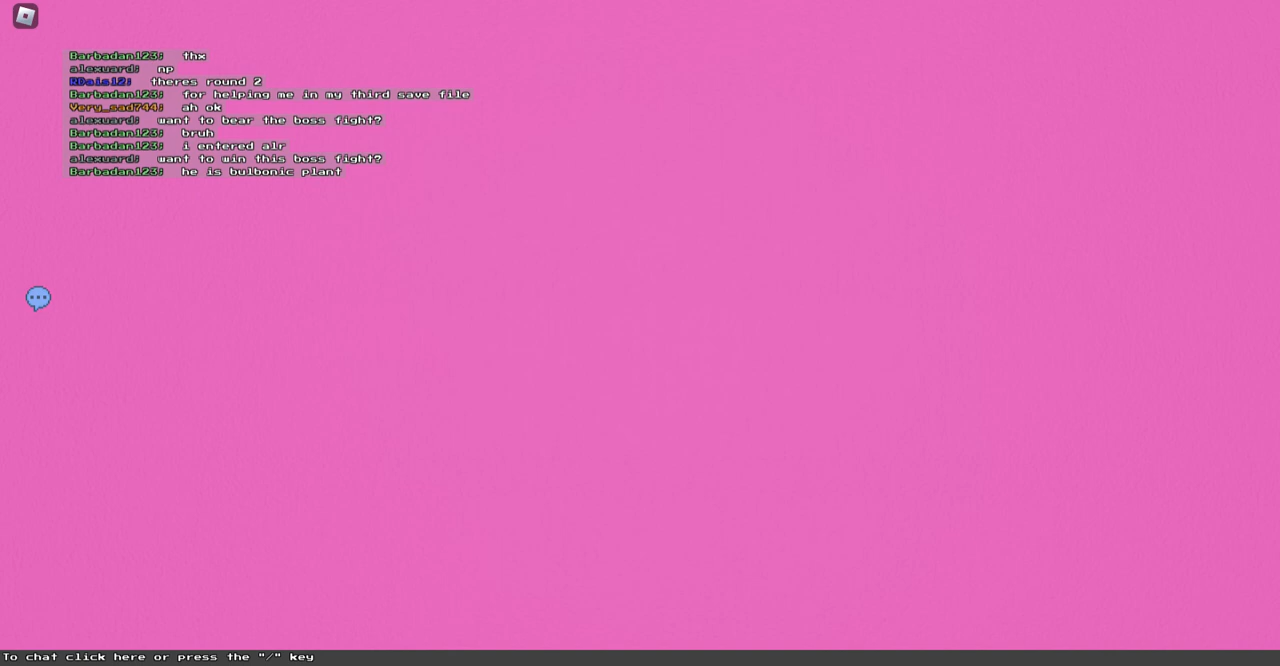 Barbadan123: thx
alexuard: np
RDais12: theres round 2
Barbadan123: for helping me in my third save file
Very_sad744: ah ok
alexuard: want to bear the boss fight?
Barbadan123: bruh
Barbadan123: i entered alr
alexuard: want to win this boss fight?
Barbadan123: he is bulbonic plant
To chat click here or press the "/" key